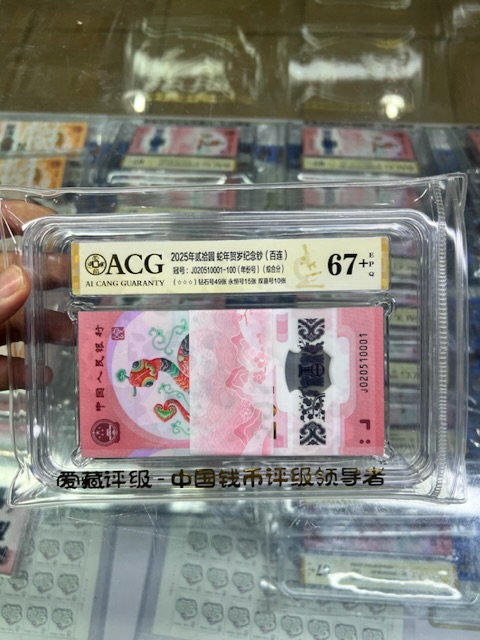 ACG
AI CANG GUARANTY
2025年贰拾圆 蛇年贺岁纪念钞（百连）
冠号：J020510001-100（年份号）（综合分）
（☆☆☆）钻石号49张 永恒号15张 双喜号10张
67+
EPQ
中国人民银行
J020510001
爱藏评级 - 中国钱币评级领导者